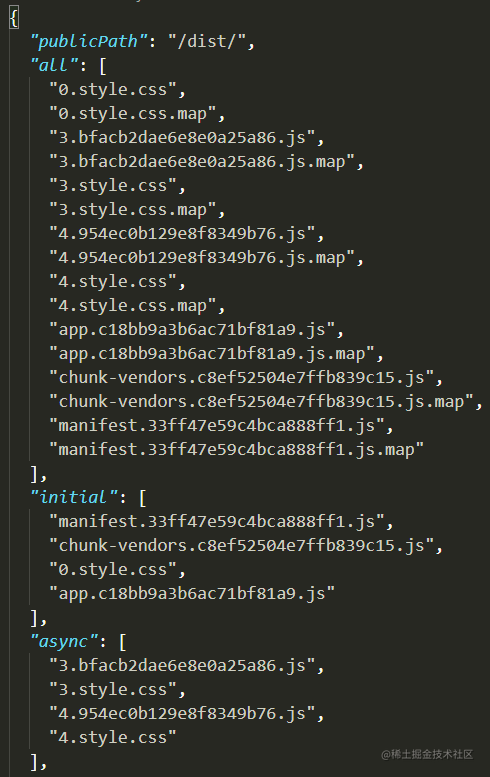 {
"publicPath": "/dist/",
"all": [
"0.style.css",
"0.style.css.map",
"3.bfacb2dae6e8e0a25a86.js",
"3.bfacb2dae6e8e0a25a86.js.map",
"3.style.css",
"3.style.css.map",
"4.954ec0b129e8f8349b76.js",
"4.954ec0b129e8f8349b76.js.map",
"4.style.css",
"4.style.css.map",
"app.c18bb9a3b6ac71bf81a9.js",
"app.c18bb9a3b6ac71bf81a9.js.map",
"chunk-vendors.c8ef52504e7ffb839c15.js",
"chunk-vendors.c8ef52504e7ffb839c15.js.map",
"manifest.33ff47e59c4bca888ff1.js",
"manifest.33ff47e59c4bca888ff1.js.map"
],
"initial": [
"manifest.33ff47e59c4bca888ff1.js",
"chunk-vendors.c8ef52504e7ffb839c15.js",
"0.style.css",
"app.c18bb9a3b6ac71bf81a9.js"
],
"async": [
"3.bfacb2dae6e8e0a25a86.js",
"3.style.css",
"4.954ec0b129e8f8349b76.js",
"4.style.css"
],
@稀土掘金技术社区